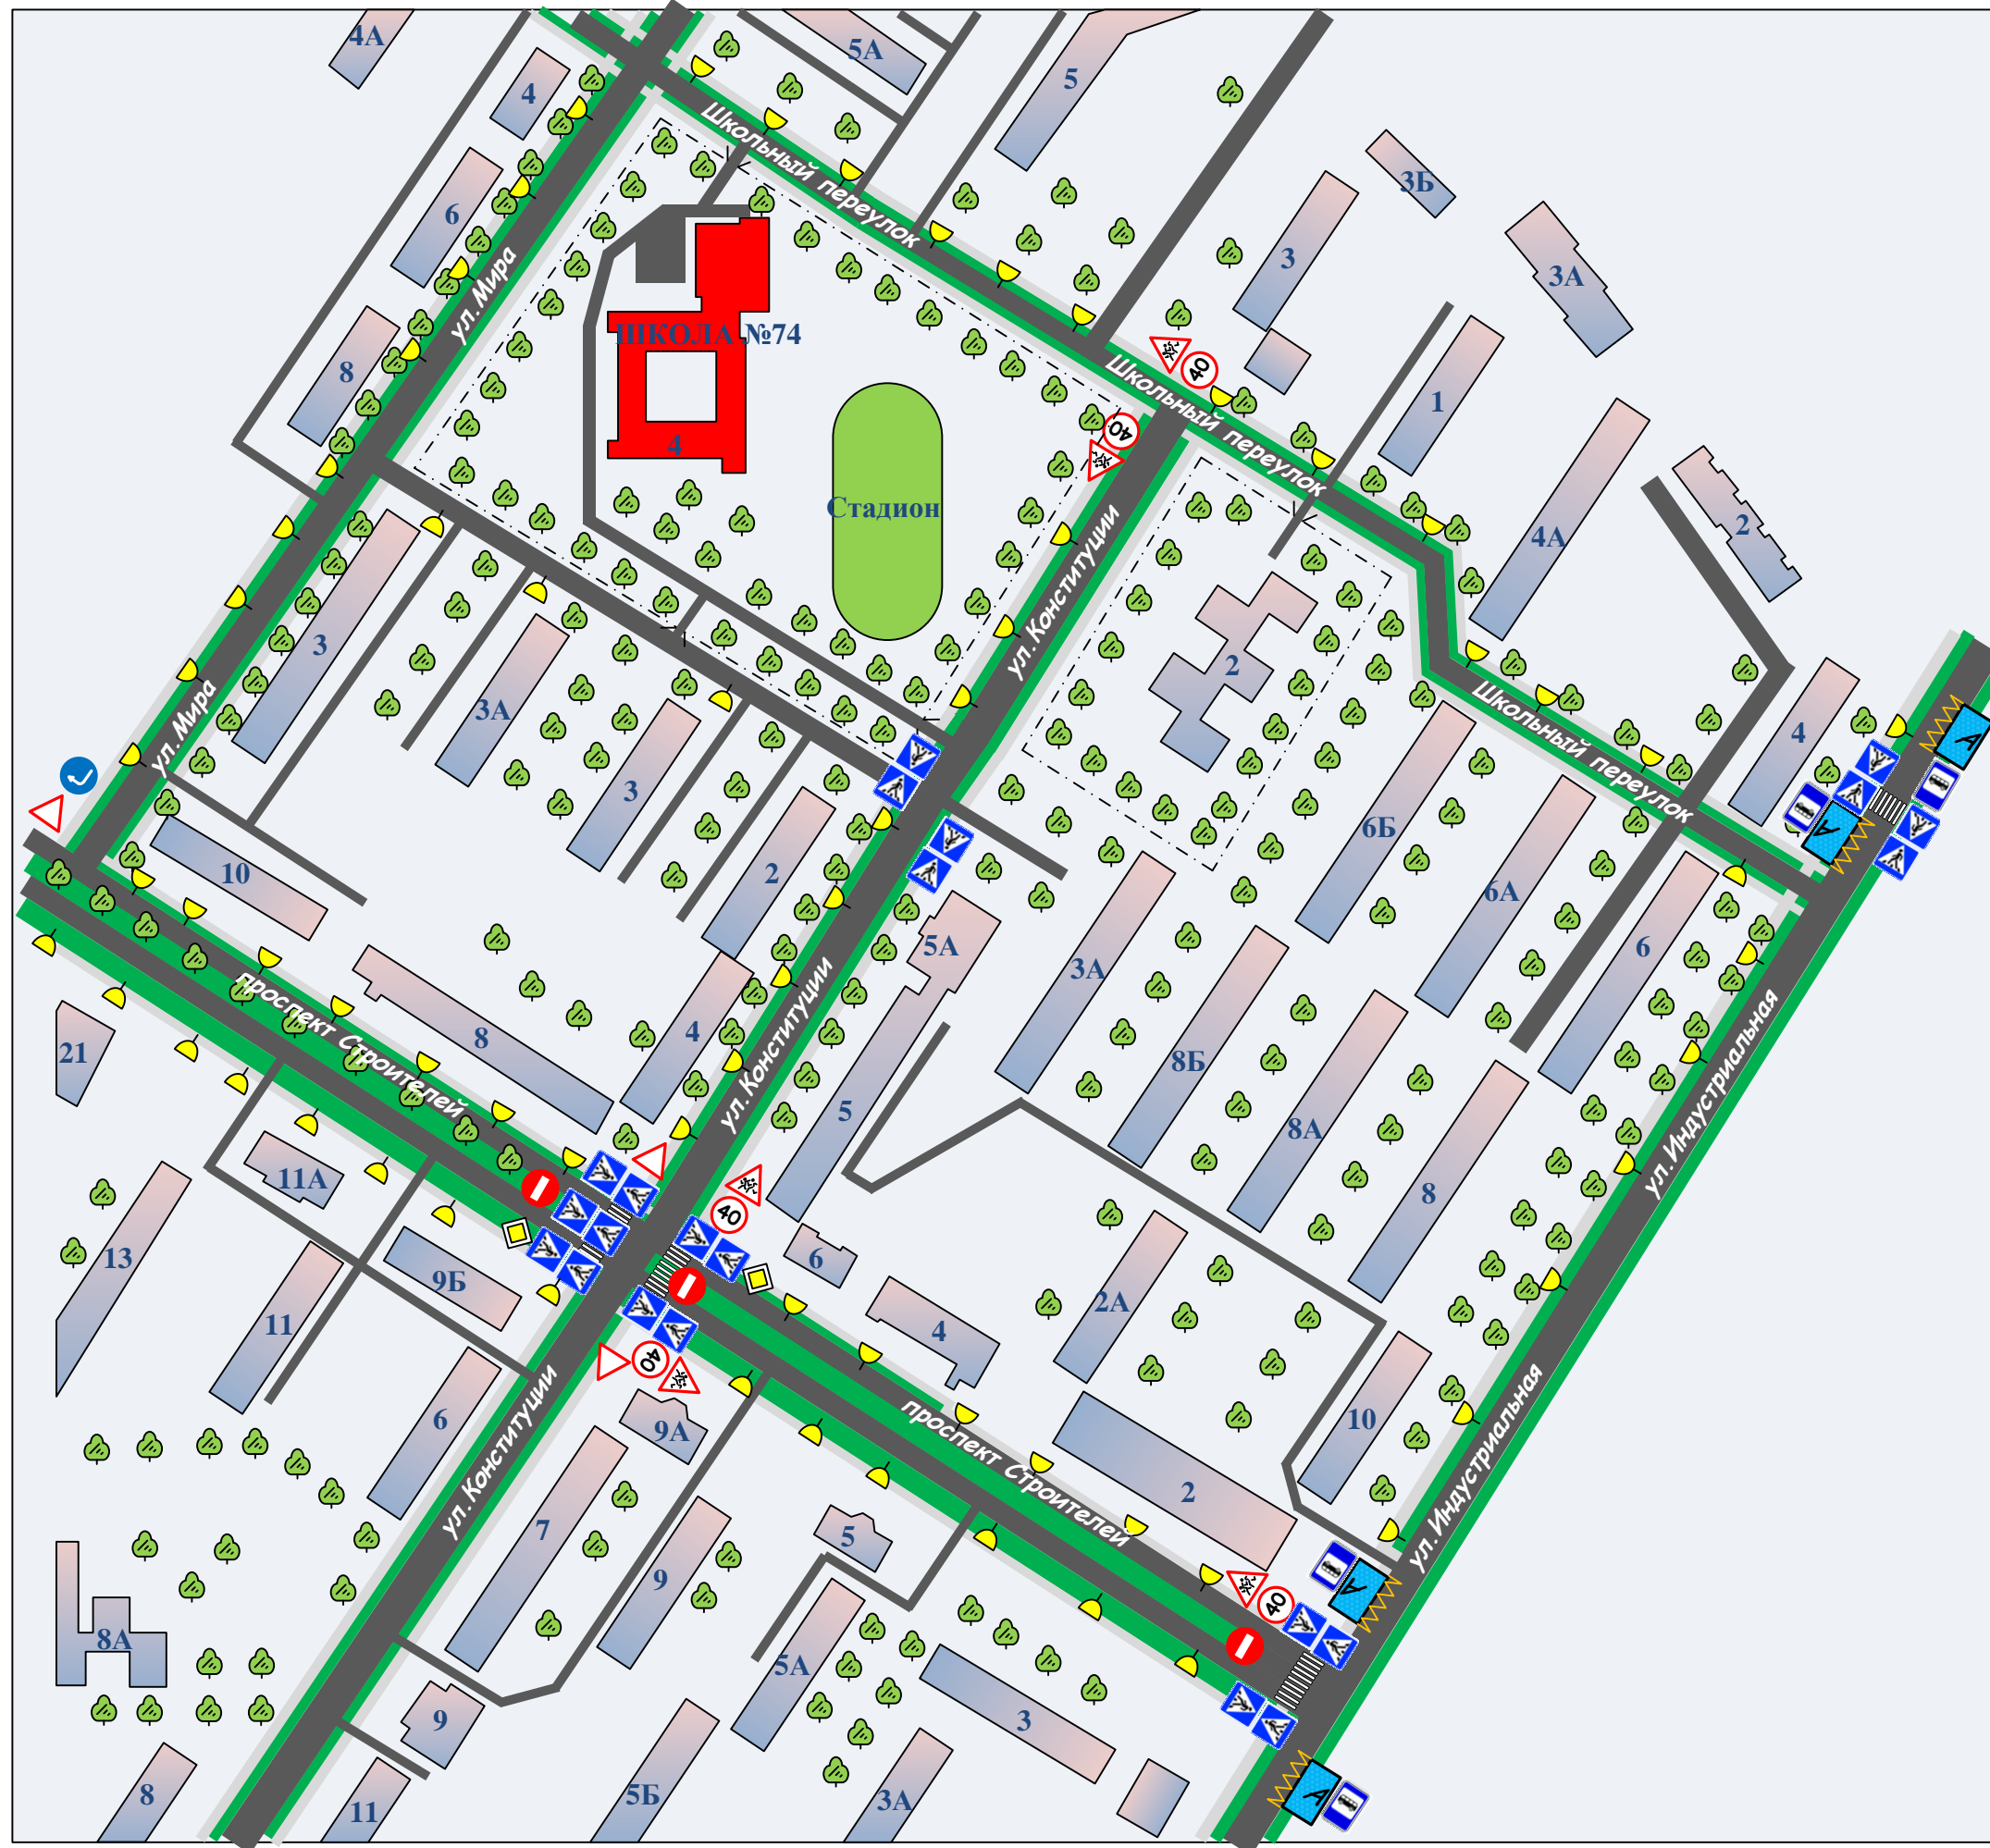 4А
5А
5
4
Школьный переулок
3Б
6
3
3А
ул. Мира
ШКОЛА №74
8
40
Школьный переулок
1
40
4
Стадион
2
4А
ул. Конституции
3
2
3А
ул. Мира
Школьный переулок
4
А
3
А
6Б
2
10
6А
5А
6
3А
проспект Строителей
ул. Конституции
8
4
21
8Б
ул. Индустриальная
5
8А
11А
8
40
13
6
9Б
2А
11
4
40
10
6
9А
проспект Строителей
ул. Конституции
2
ул. Индустриальная
7
5
9
А
40
8А
5А
9
3
8
11
5Б
3А
А